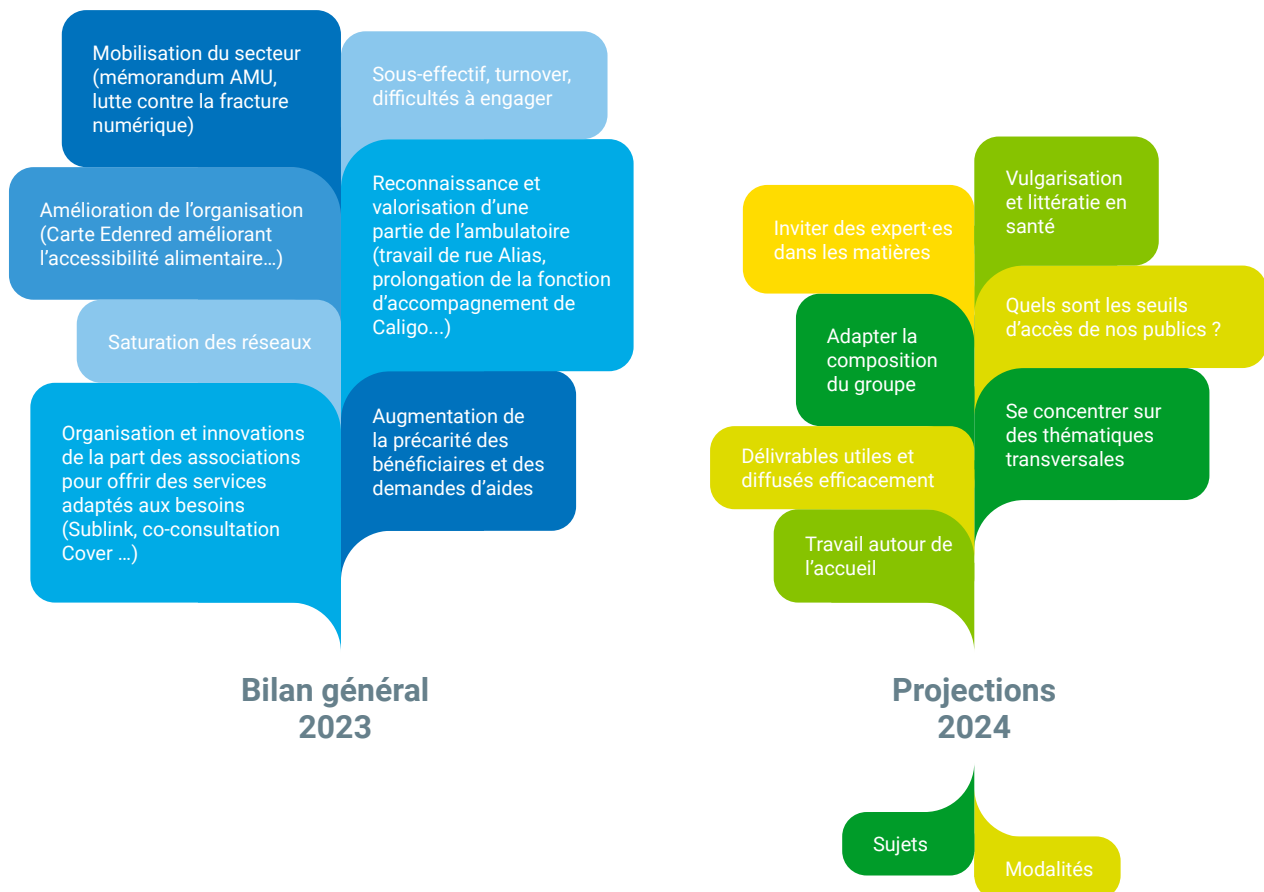 Mobilisation du secteur
(mémorandum AMU,
lutte contre la fracture
numérique)
Sous-effectif, turnover,
difficultés à engager
Amélioration de l’organisation
(Carte Edenred améliorant
l’accessibilité alimentaire…)
Reconnaissance et
valorisation d’une
partie de l’ambulatoire
(travail de rue Alias,
prolongation de la fonction
d’accompagnement de
Caligo...)
Saturation des réseaux
Organisation et innovations
de la part des associations
pour offrir des services
adaptés aux besoins
(Sublink, co-consultation
Cover …)
Augmentation de
la précarité des
bénéficiaires et des
demandes d’aides
Bilan général
2023
Vulgarisation
et littératie en
santé
Inviter des expert·es
dans les matières
Quels sont les seuils
d’accès de nos publics ?
Adapter la
composition
du groupe
Se concentrer sur
des thématiques
transversales
Délivrables utiles et
diffusés efficacement
Travail autour de
l’accueil
Projections
2024
Sujets
Modalités